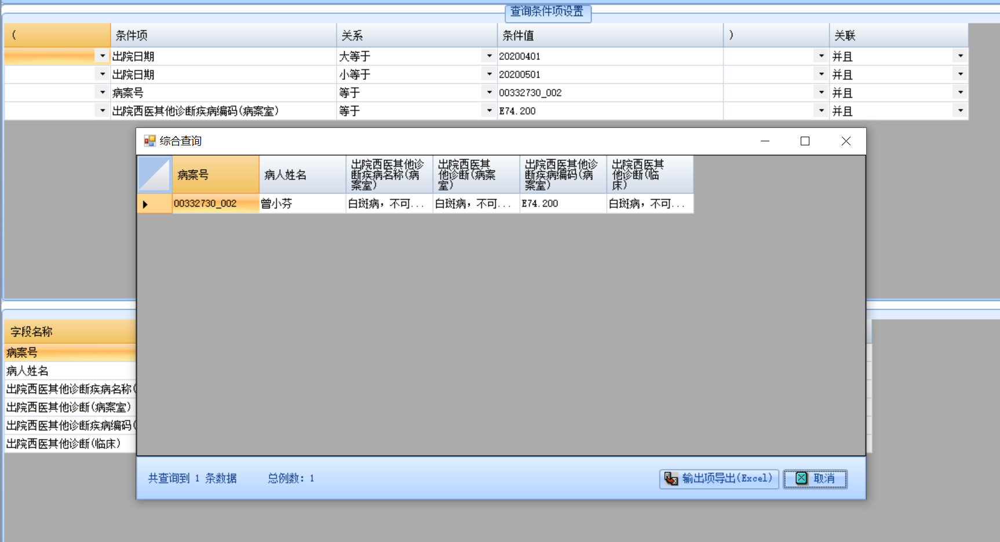 查询条件项设置
( 条件项 关系 条件值 ) 关联
出院日期 大等于 20200401 并且
出院日期 小等于 20200501 并且
病案号 等于 00332730_002 并且
出院西医其他诊断疾病编码(病案室) 等于 E74.200 并且
综合查询
病案号
病人姓名
出院西医其他诊
断疾病名称(病
案室)
出院西医其
他诊断(病案
室)
出院西医其他诊
断疾病编码(病
案室)
出院西医其
他诊断(临
床)
00332730_002 曾小芬 白斑病，不可... 白斑病，不可... E74.200 白斑病，不可...
字段名称
病案号
病人姓名
出院西医其他诊断疾病名称(
出院西医其他诊断(病案室)
出院西医其他诊断疾病编码(
出院西医其他诊断(临床)
共查询到 1 条数据 总例数: 1 输出项导出(Excel) 取消